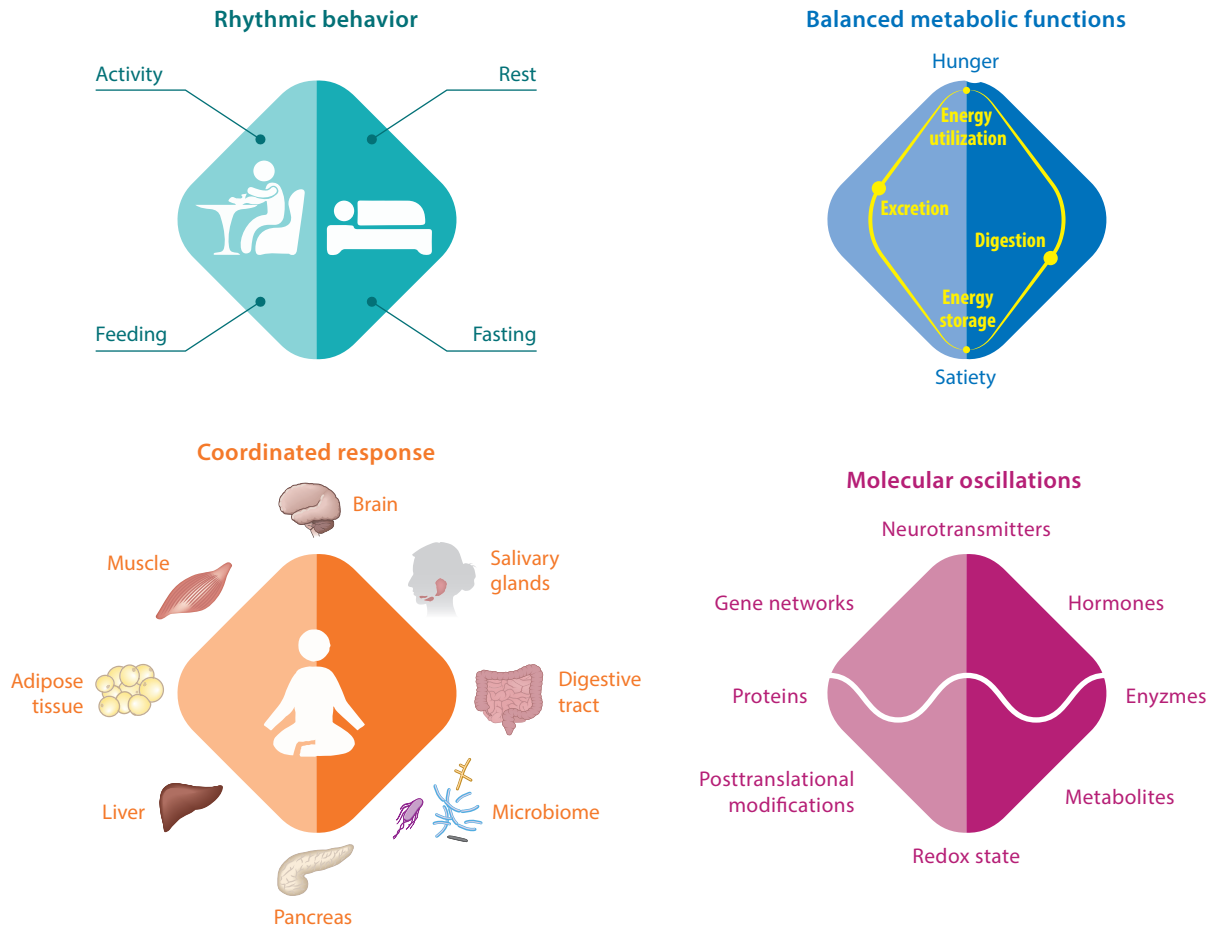 Rhythmic behavior
Activity
Rest
Feeding
Fasting
Balanced metabolic functions
Hunger
Energy
utilization
Excretion
Digestion
Energy
storage
Satiety
Coordinated response
Brain
Muscle
Salivary
glands
Adipose
tissue
Digestive
tract
Liver
Microbiome
Pancreas
Molecular oscillations
Neurotransmitters
Gene networks
Hormones
Proteins
Enyzmes
Posttranslational
modifications
Metabolites
Redox state